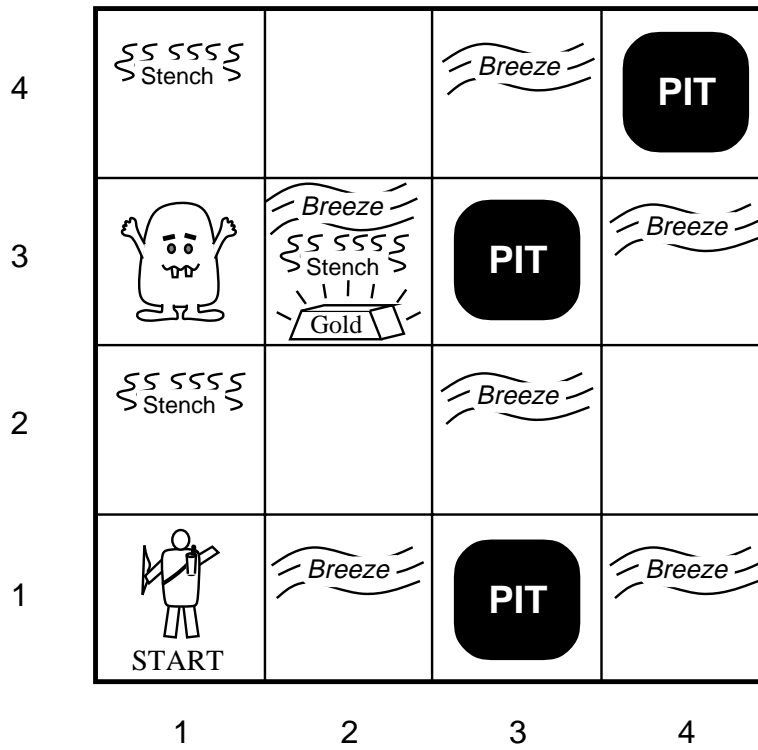 4
Stench
Breeze
PIT
3
Breeze
Stench
Gold
PIT
Breeze
2
Stench
Breeze
1
START
Breeze
PIT
Breeze
1 2 3 4